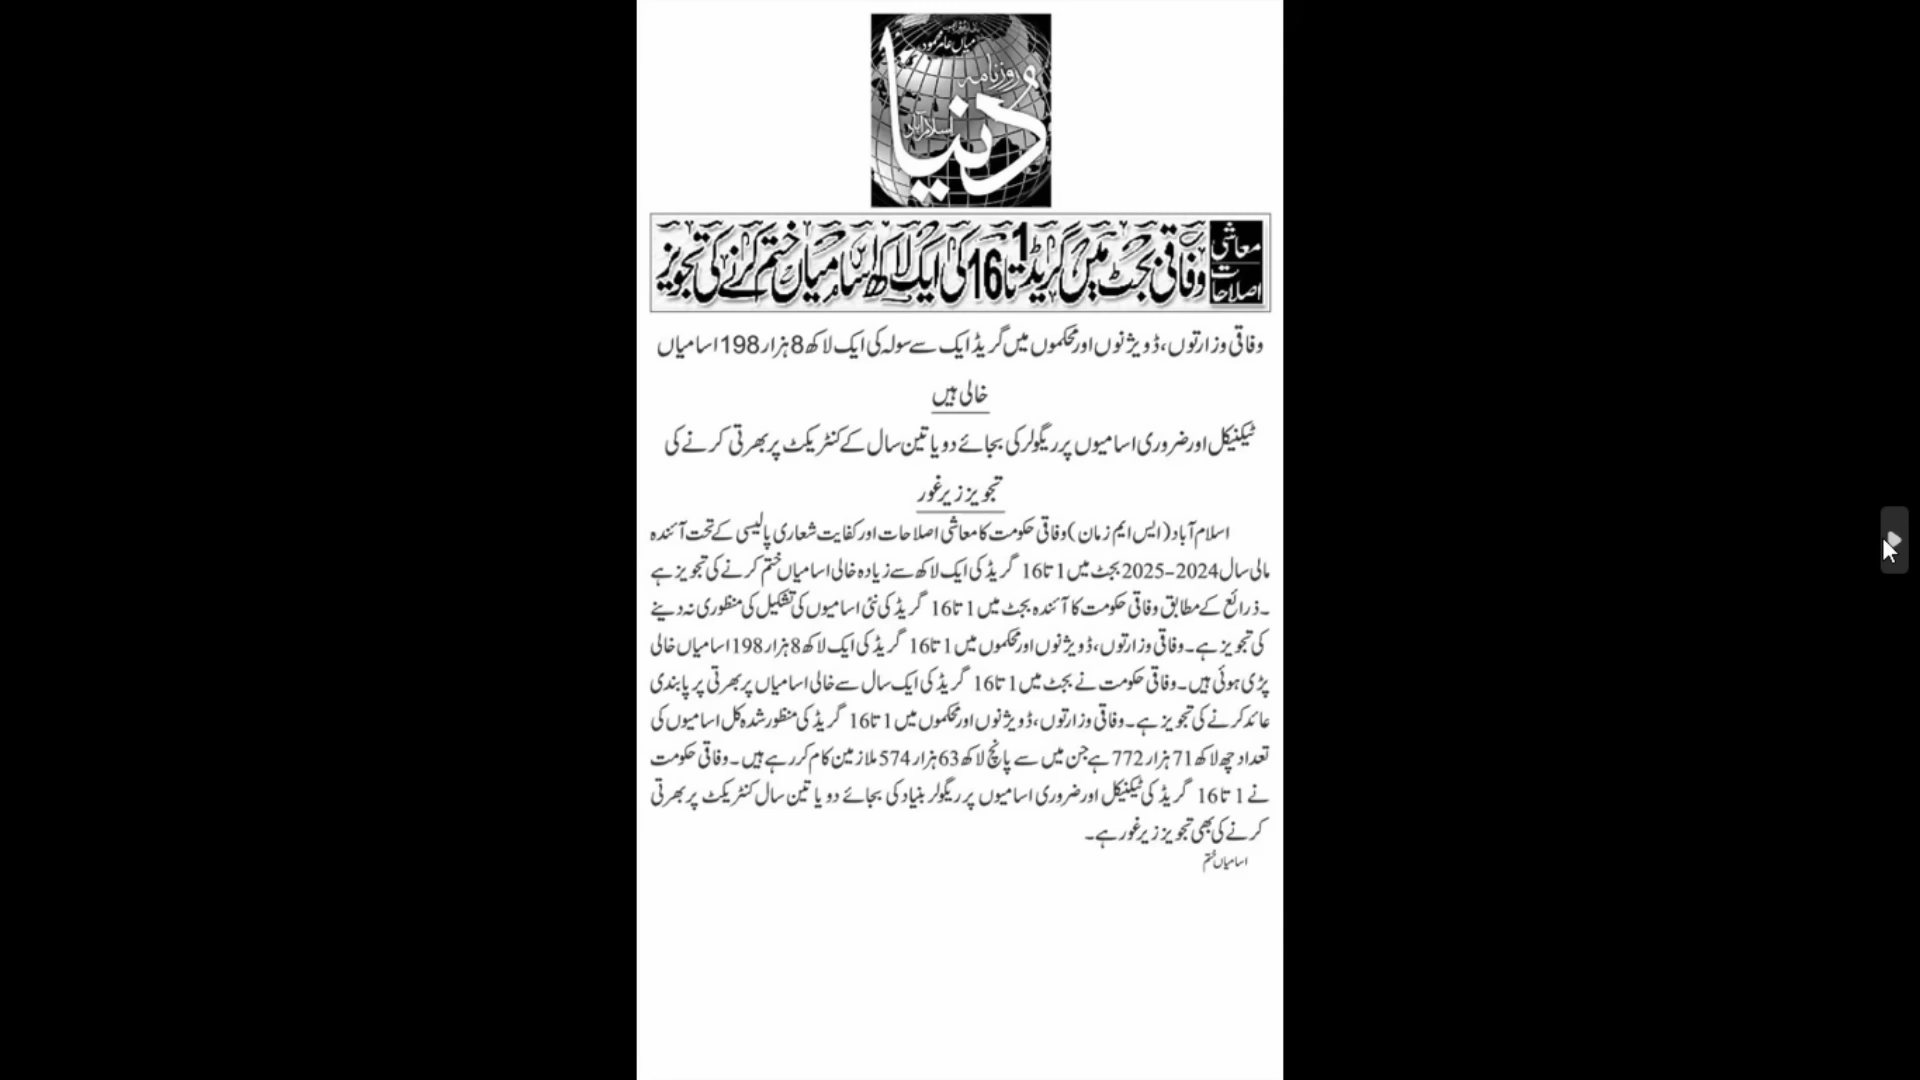 میاں عامر محمود
روزنامہ
دُنیا
اسلام آباد
معاشی اصلاحات
وفاقی بجٹ میں گریڈ 1 تا 16 کی ایک لاکھ اسامیاں ختم کرنے کی تجویز
وفاقی وزارتوں، ڈویژنوں اور محکموں میں گریڈ ایک سے سولہ کی ایک لاکھ 8 ہزار 198 اسامیاں
خالی ہیں
ٹیکنیکل اور ضروری اسامیوں پر ریگولر کی بجائے دو یا تین سال کے کنٹریکٹ پر بھرتی کرنے کی
تجویز زیر غور
اسلام آباد (ایس ایم زمان) وفاقی حکومت کا معاشی اصلاحات اور کفایت شعاری پالیسی کے تحت آئندہ
مالی سال 2024-2025 بجٹ میں 1 تا 16 گریڈ کی ایک لاکھ سے زیادہ خالی اسامیاں ختم کرنے کی تجویز ہے
۔ذرائع کے مطابق وفاقی حکومت کا آئندہ بجٹ میں 1 تا 16 گریڈ کی نئی اسامیوں کی تشکیل کی منظوری نہ دینے
کی تجویز ہے۔ وفاقی وزارتوں، ڈویژنوں اور محکموں میں 1 تا 16 گریڈ کی ایک لاکھ 8 ہزار 198 اسامیاں خالی
پڑی ہوئی ہیں۔ وفاقی حکومت نے بجٹ میں 1 تا 16 گریڈ کی ایک سال سے خالی اسامیاں پر بھرتی پر پابندی
عائد کرنے کی تجویز ہے۔ وفاقی وزارتوں، ڈویژنوں اور محکموں میں 1 تا 16 گریڈ کی منظور شدہ کل اسامیوں کی
تعداد چھ لاکھ 71 ہزار 772 ہے جن میں سے پانچ لاکھ 63 ہزار 574 ملازمین کام کر رہے ہیں۔ وفاقی حکومت
نے 1 تا 16 گریڈ کی ٹیکنیکل اور ضروری اسامیوں پر ریگولر بنیاد کی بجائے دو یا تین سال کنٹریکٹ پر بھرتی
کرنے کی بھی تجویز زیر غور ہے۔
اسامیاں ختم